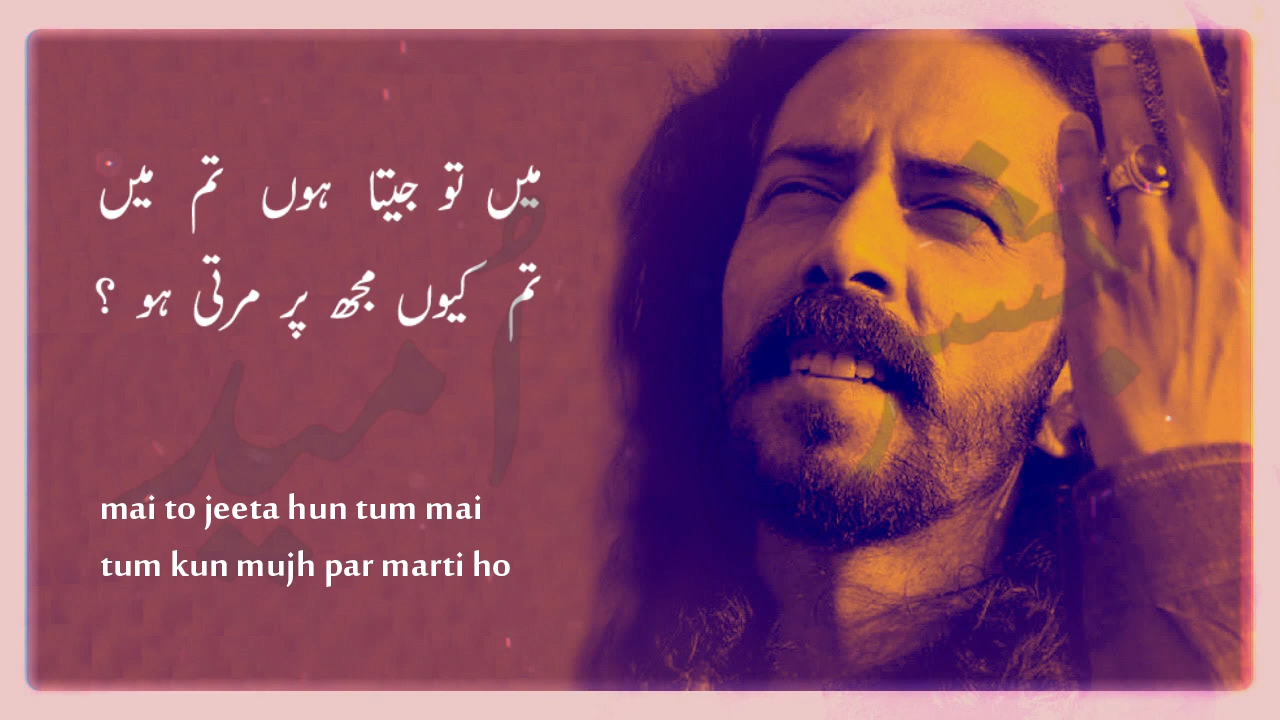 میں تو جیتا ہوں تم میں
تم کیوں مجھ پر مرتی ہو ؟
اُمید
mai to jeeta hun tum mai
tum kun mujh par marti ho